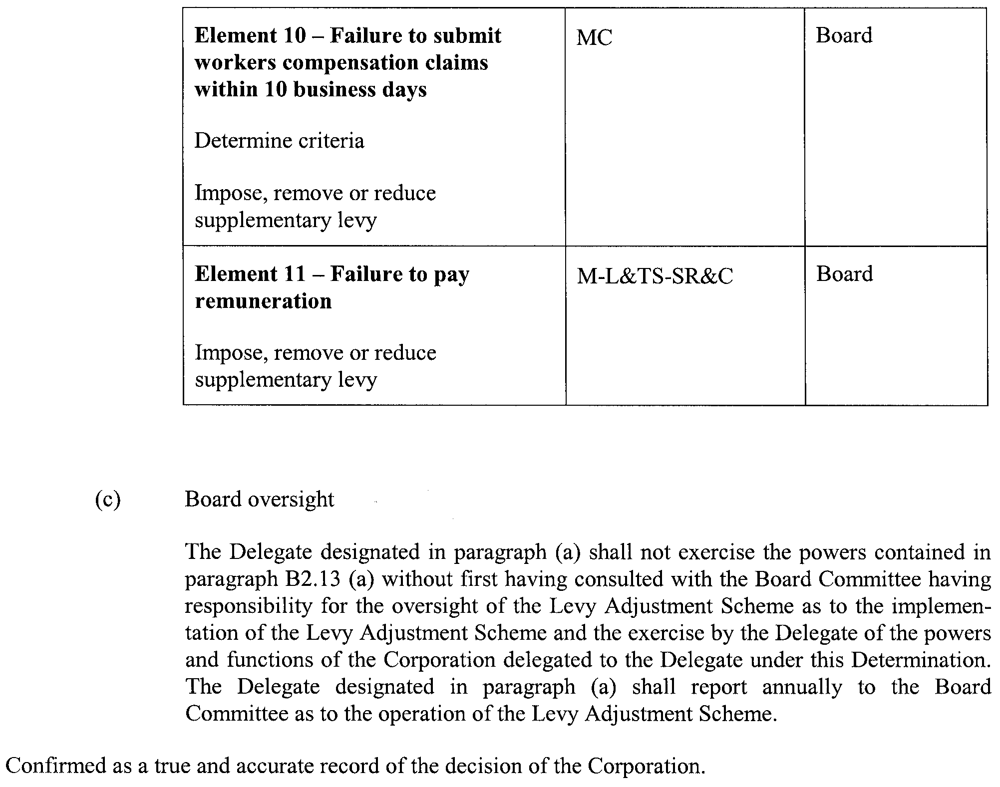 Element 10 – Failure to submit MC Board
workers compensation claims
within 10 business days
Determine criteria
Impose, remove or reduce
supplementary levy
Element 11 – Failure to pay M-L&TS-SR&C Board
remuneration
Impose, remove or reduce
supplementary levy
(c) Board oversight
The Delegate designated in paragraph (a) shall not exercise the powers contained in
paragraph B2.13 (a) without first having consulted with the Board Committee having
responsibility for the oversight of the Levy Adjustment Scheme as to the implemen-
tation of the Levy Adjustment Scheme and the exercise by the Delegate of the powers
and functions of the Corporation delegated to the Delegate under this Determination.
The Delegate designated in paragraph (a) shall report annually to the Board
Committee as to the operation of the Levy Adjustment Scheme.
Confirmed as a true and accurate record of the decision of the Corporation.